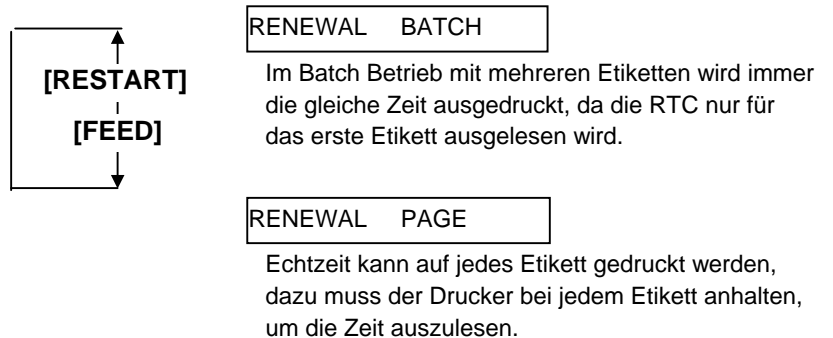 RENEWAL BATCH
[RESTART]
[FEED]
Im Batch Betrieb mit mehreren Etiketten wird immer
die gleiche Zeit ausgedruckt, da die RTC nur für
das erste Etikett ausgelesen wird.
RENEWAL PAGE
Echtzeit kann auf jedes Etikett gedruckt werden,
dazu muss der Drucker bei jedem Etikett anhalten,
um die Zeit auszulesen.